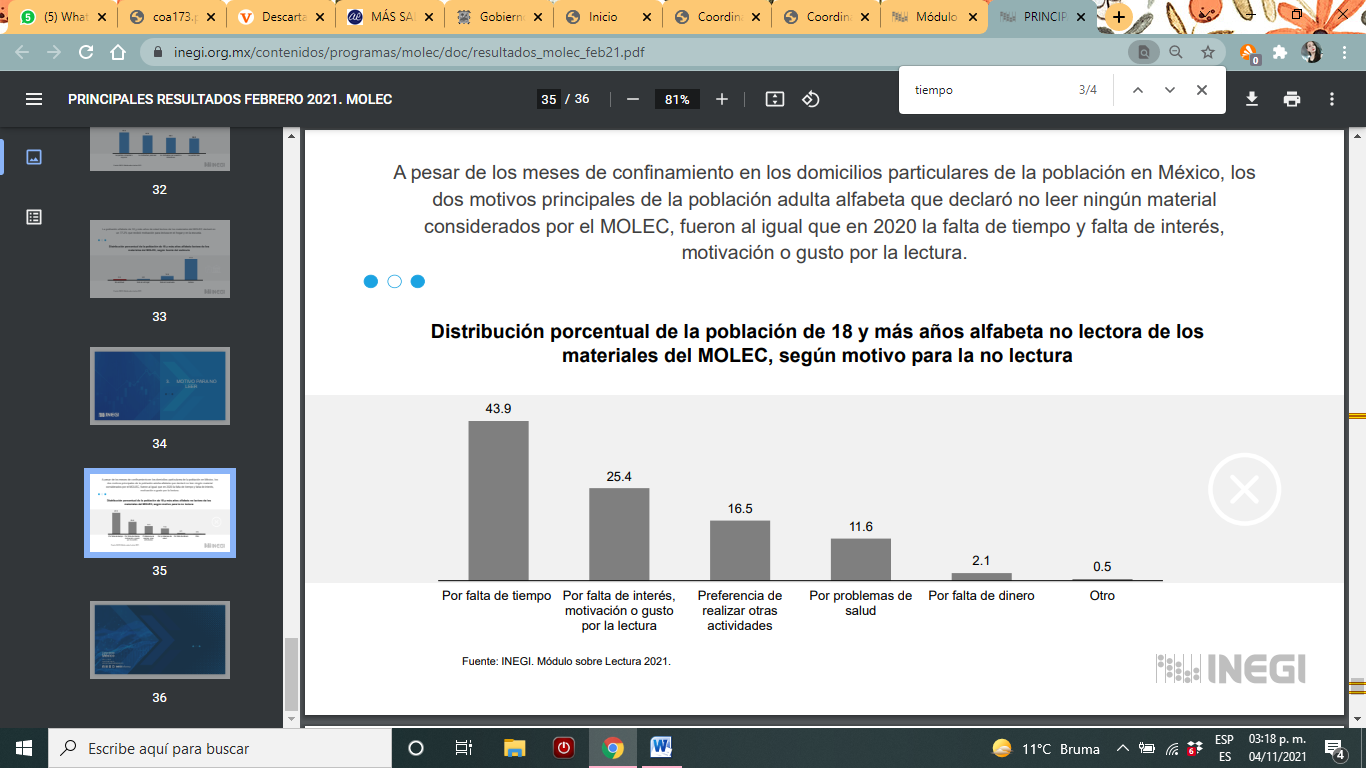 (5) What
coa173.p
Descarta
MÁS SAI
Gobiern
Inicio
Coordina
Coordina
Módulo
PRINCIP
inegi.org.mx/contenidos/programas/molec/doc/resultados_molec_feb21.pdf
0
tiempo
3/4
PRINCIPALES RESULTADOS FEBRERO 2021. MOLEC
35 / 36
81%
32
33
34
35
36
INEGI
A pesar de los meses de confinamiento en los domicilios particulares de la población en México, los
dos motivos principales de la población adulta alfabeta que declaró no leer ningún material
considerados por el MOLEC, fueron al igual que en 2020 la falta de tiempo y falta de interés,
motivación o gusto por la lectura.
Distribución porcentual de la población de 18 y más años alfabeta no lectora de los
materiales del MOLEC, según motivo para la no lectura
43.9
25.4
16.5
11.6
2.1
0.5
Por falta de tiempo
Por falta de interés,
motivación o gusto
por la lectura
Preferencia de
realizar otras
actividades
Por problemas de
salud
Por falta de dinero
Otro
Fuente: INEGI. Módulo sobre Lectura 2021.
INEGI
Escribe aquí para buscar
11°C Bruma
6
ESP
ES
03:18 p. m.
04/11/2021
4